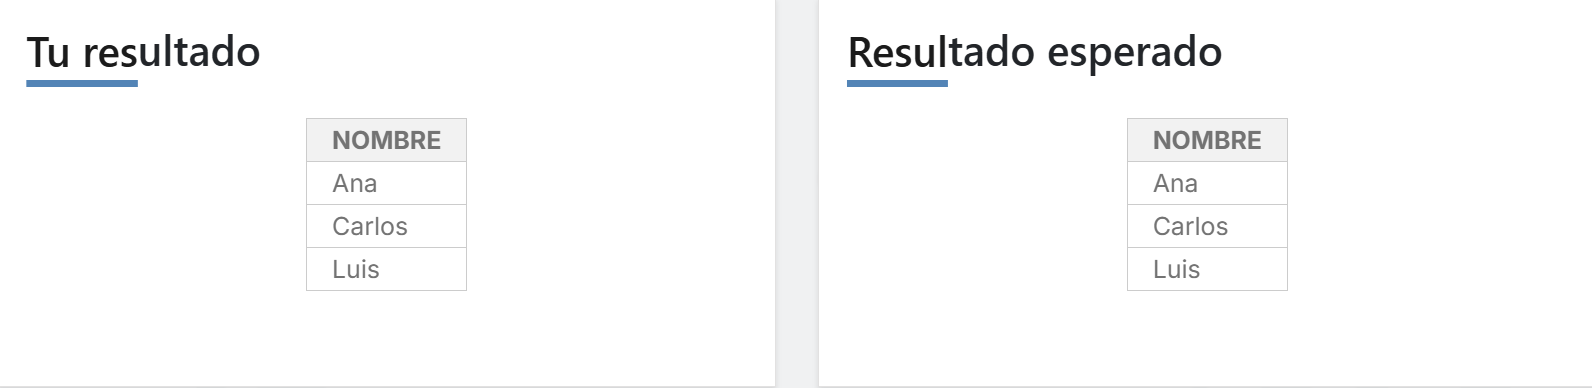 Tu resultado
NOMBRE
Ana
Carlos
Luis
Resultado esperado
NOMBRE
Ana
Carlos
Luis